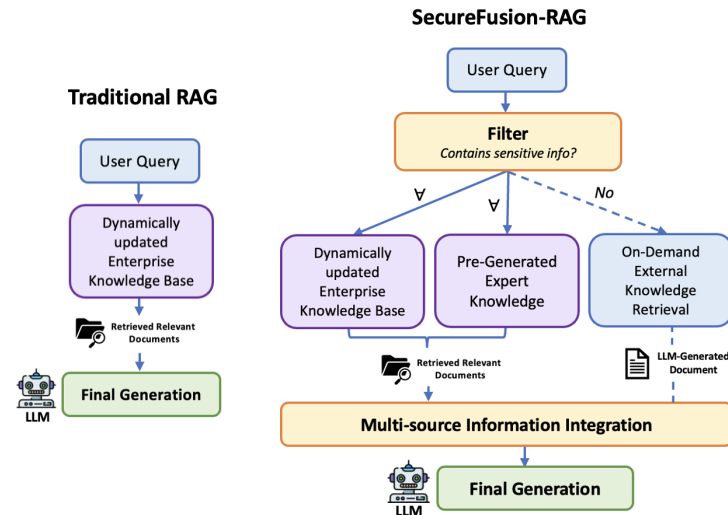 Traditional RAG
User Query
Dynamically
updated
Enterprise
Knowledge Base
Retrieved Relevant
Documents
LLM
Final Generation
SecureFusion-RAG
User Query
Filter
Contains sensitive info?
∀
∀
No
Dynamically
updated
Enterprise
Knowledge Base
Pre-Generated
Expert
Knowledge
On-Demand
External
Knowledge
Retrieval
Retrieved Relevant
Documents
LLM-Generated
Document
Multi-source Information Integration
LLM
Final Generation